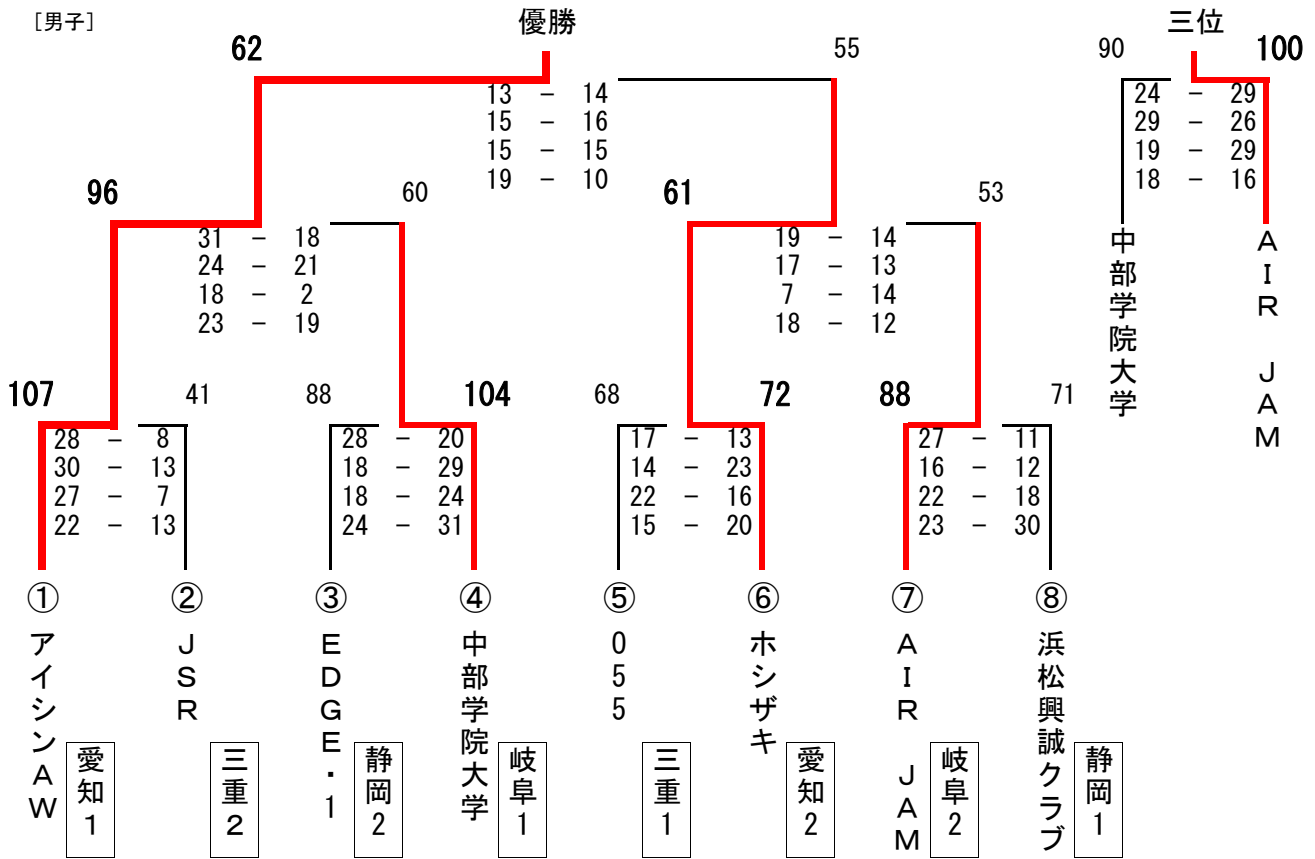 ［男子］
優勝
三位
62
55
90
100
13 － 14
15 － 16
15 － 15
19 － 10
24 － 29
29 － 26
19 － 29
18 － 16
96
60
61
53
31 － 18
24 － 21
18 － 2
23 － 19
19 － 14
17 － 13
7 － 14
18 － 12
中部学院大学
ＡＩＲ　ＪＡＭ
107
41
88
104
68
72
88
71
28 － 8
30 － 13
27 － 7
22 － 13
28 － 20
18 － 29
18 － 24
24 － 31
17 － 13
14 － 23
22 － 16
15 － 20
27 － 11
16 － 12
22 － 18
23 － 30
①
②
③
④
⑤
⑥
⑦
⑧
アイシンＡＷ
愛知1
ＪＳＲ
三重２
ＥＤＧＥ・1
静岡2
中部学院大学
岐阜1
055
三重1
ホシザキ
愛知2
ＡＩＲ　ＪＡＭ
岐阜2
浜松興誠クラブ
静岡1